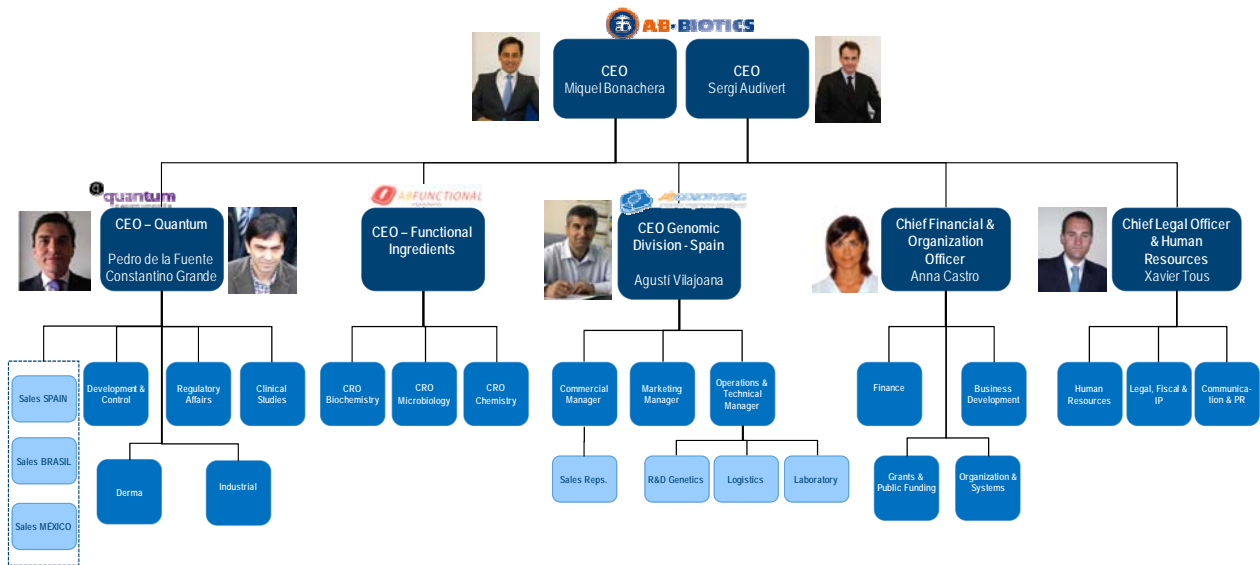 AB·BIOTICS
CEO
Miquel Bonachera
CEO
Sergi Audivert
quantum
CEO – Quantum
Pedro de la Fuente
Constantino Grande
ABFUNCTIONAL
CEO – Functional
Ingredients
CEO Genomic
Division - Spain
Agustí Vilajoana
Chief Financial &
Organization
Officer
Anna Castro
Chief Legal Officer
& Human
Resources
Xavier Tous
Sales SPAIN
Sales BRASIL
Sales MÉXICO
Development &
Control
Regulatory
Affairs
Clinical
Studies
Derma
Industrial
CRO
Biochemistry
CRO
Microbiology
CRO
Chemistry
Commercial
Manager
Marketing
Manager
Operations &
Technical
Manager
Sales Reps.
R&D Genetics
Logistics
Laboratory
Finance
Business
Development
Grants &
Public Funding
Organization &
Systems
Human
Resources
Legal, Fiscal &
IP
Communica-
tion & PR